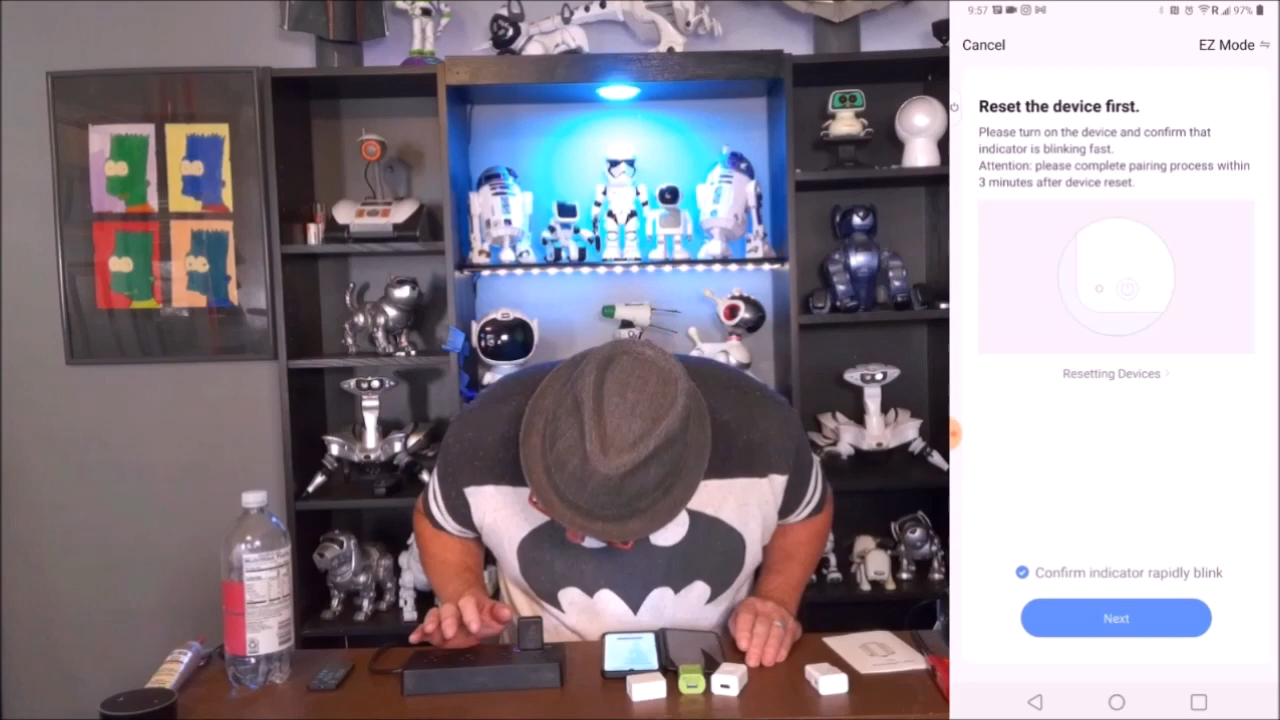 9:57
R
97%
Cancel
EZ Mode
Reset the device first.
Please turn on the device and confirm that
indicator is blinking fast.
Attention: please complete pairing process within
3 minutes after device reset.
Resetting Devices
Confirm indicator rapidly blink
Next